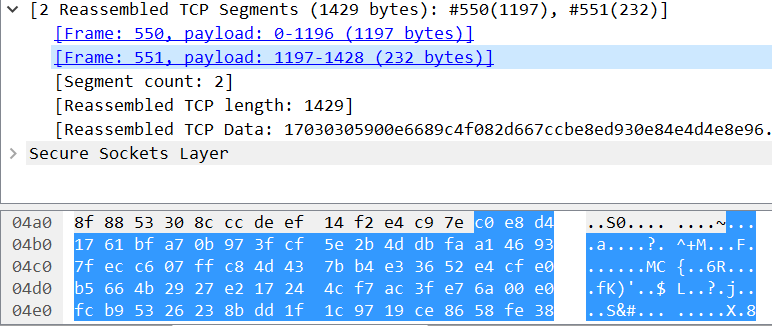 [2 Reassembled TCP Segments (1429 bytes): #550(1197), #551(232)]
[Frame: 550, payload: 0-1196 (1197 bytes)]
[Frame: 551, payload: 1197-1428 (232 bytes)]
[Segment count: 2]
[Reassembled TCP length: 1429]
[Reassembled TCP Data: 17030305900e6689c4f082d667ccbe8ed930e84e4d4e8e96.
Secure Sockets Layer
04a0 8f 88 53 30 8c cc de ef 14 f2 e4 c9 7e c0 e8 d4 ..S0.... ....~...
04b0 17 61 bf a7 0b 97 3f cf 5e 2b 4d db fa a1 46 93 .a....?. ^+M...F.
04c0 7f ec c6 07 ff c8 4d 43 7b b4 e3 36 52 e4 cf e0 ......MC {..6R...
04d0 b5 66 4b 29 27 e2 17 24 4c f7 ac 3f e7 6a 00 e0 .fK)'..$ L..?.j..
04e0 fc b9 53 26 23 8b dd 1f 1c 97 19 ce 86 58 fe 38 ..S&#... .....X.8